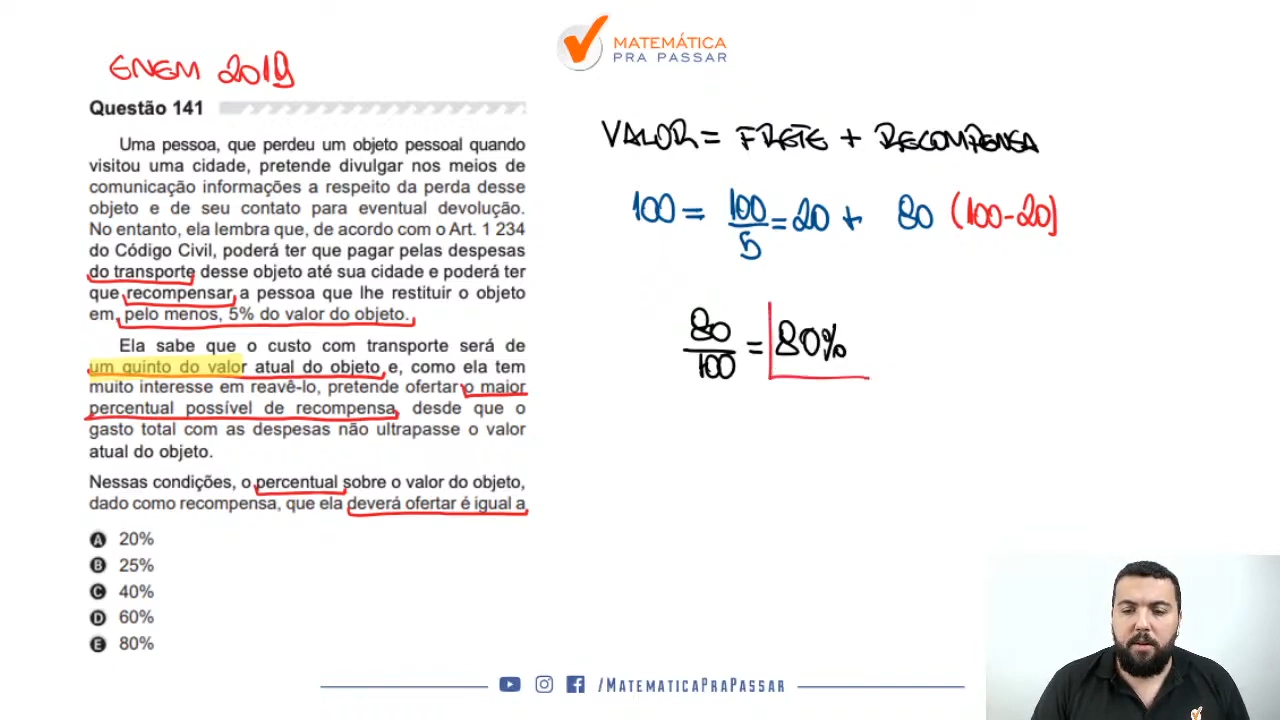 MATEMÁTICA
PRA PASSAR
ENEM 2019
Questão 141
Uma pessoa, que perdeu um objeto pessoal quando
visitou uma cidade, pretende divulgar nos meios de
comunicação informações a respeito da perda desse
objeto e de seu contato para eventual devolução.
No entanto, ela lembra que, de acordo com o Art. 1 234
do Código Civil, poderá ter que pagar pelas despesas
do transporte desse objeto até sua cidade e poderá ter
que recompensar a pessoa que lhe restituir o objeto
em, pelo menos, 5% do valor do objeto.
Ela sabe que o custo com transporte será de
um quinto do valor atual do objeto e, como ela tem
muito interesse em reavê-lo, pretende ofertar o maior
percentual possível de recompensa, desde que o
gasto total com as despesas não ultrapasse o valor
atual do objeto.
Nessas condições, o percentual sobre o valor do objeto,
dado como recompensa, que ela deverá ofertar é igual a
A 20%
B 25%
C 40%
D 60%
E 80%
VALOR = FRETE + RECOMPENSA
100 = 100/5 = 20 + 80 (100-20)
80/100 = 80%
/MatematicaPraPassar